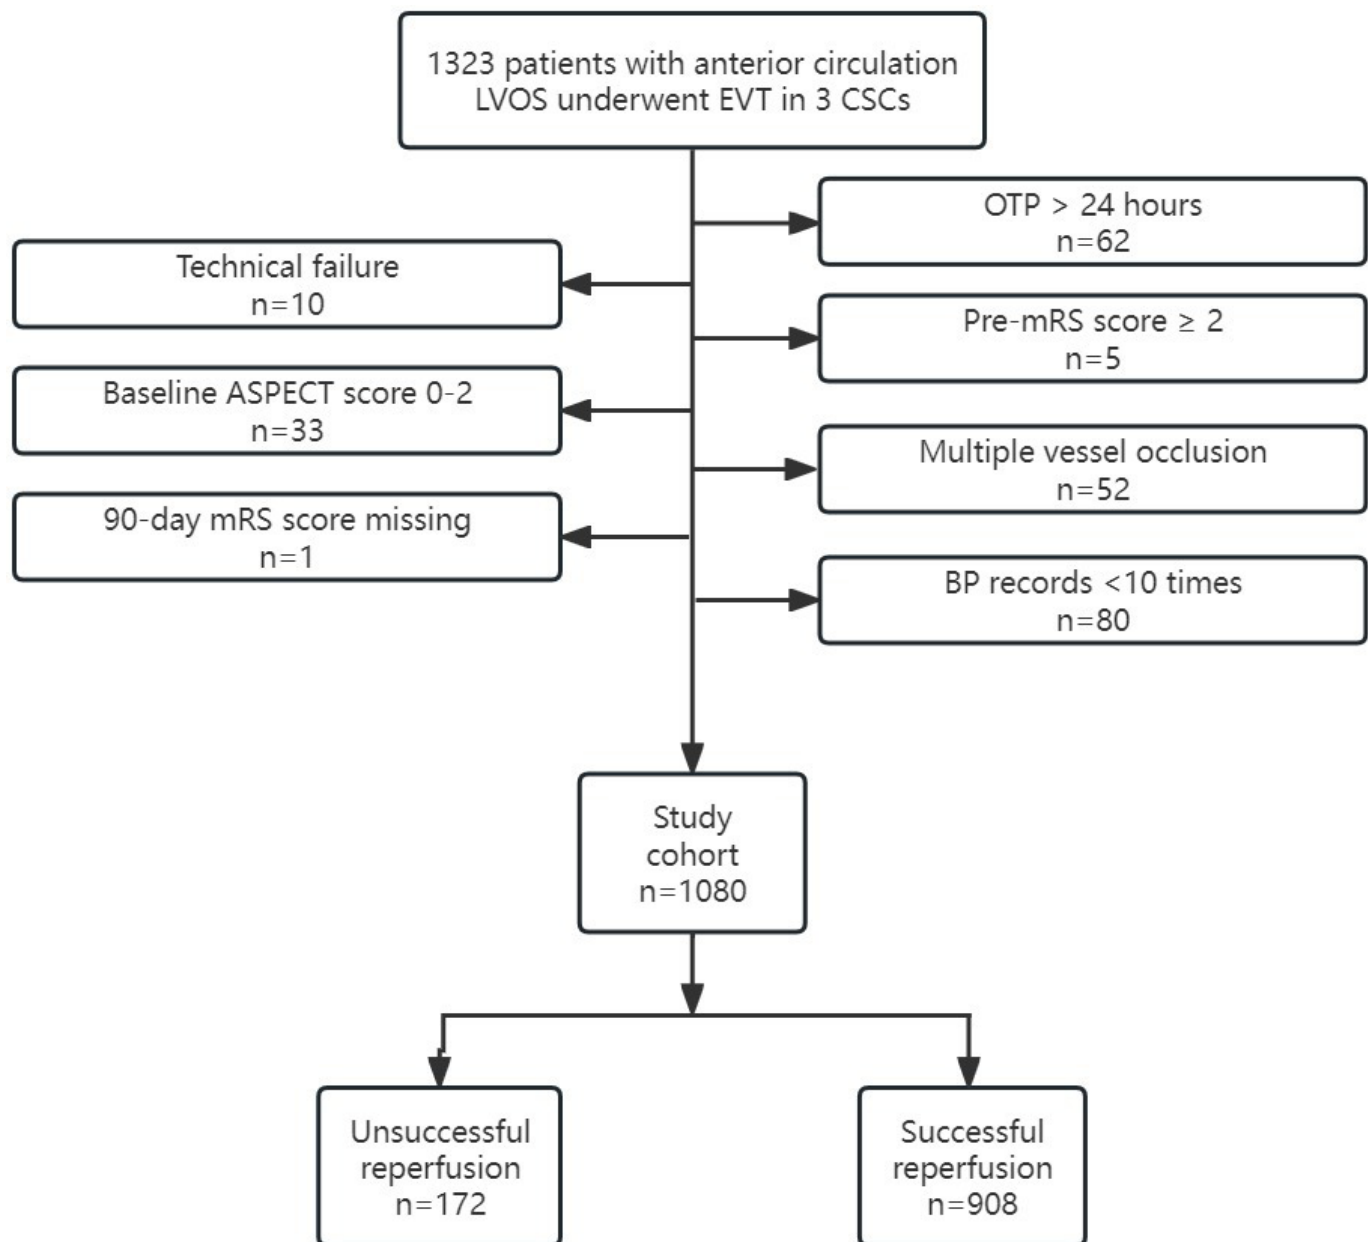 1323 patients with anterior circulation
LVOS underwent EVT in 3 CSCs
OTP > 24 hours
n=62
Technical failure
n=10
Pre-mRS score ≥ 2
n=5
Baseline ASPECT score 0-2
n=33
Multiple vessel occlusion
n=52
90-day mRS score missing
n=1
BP records <10 times
n=80
Study
cohort
n=1080
Unsuccessful
reperfusion
n=172
Successful
reperfusion
n=908